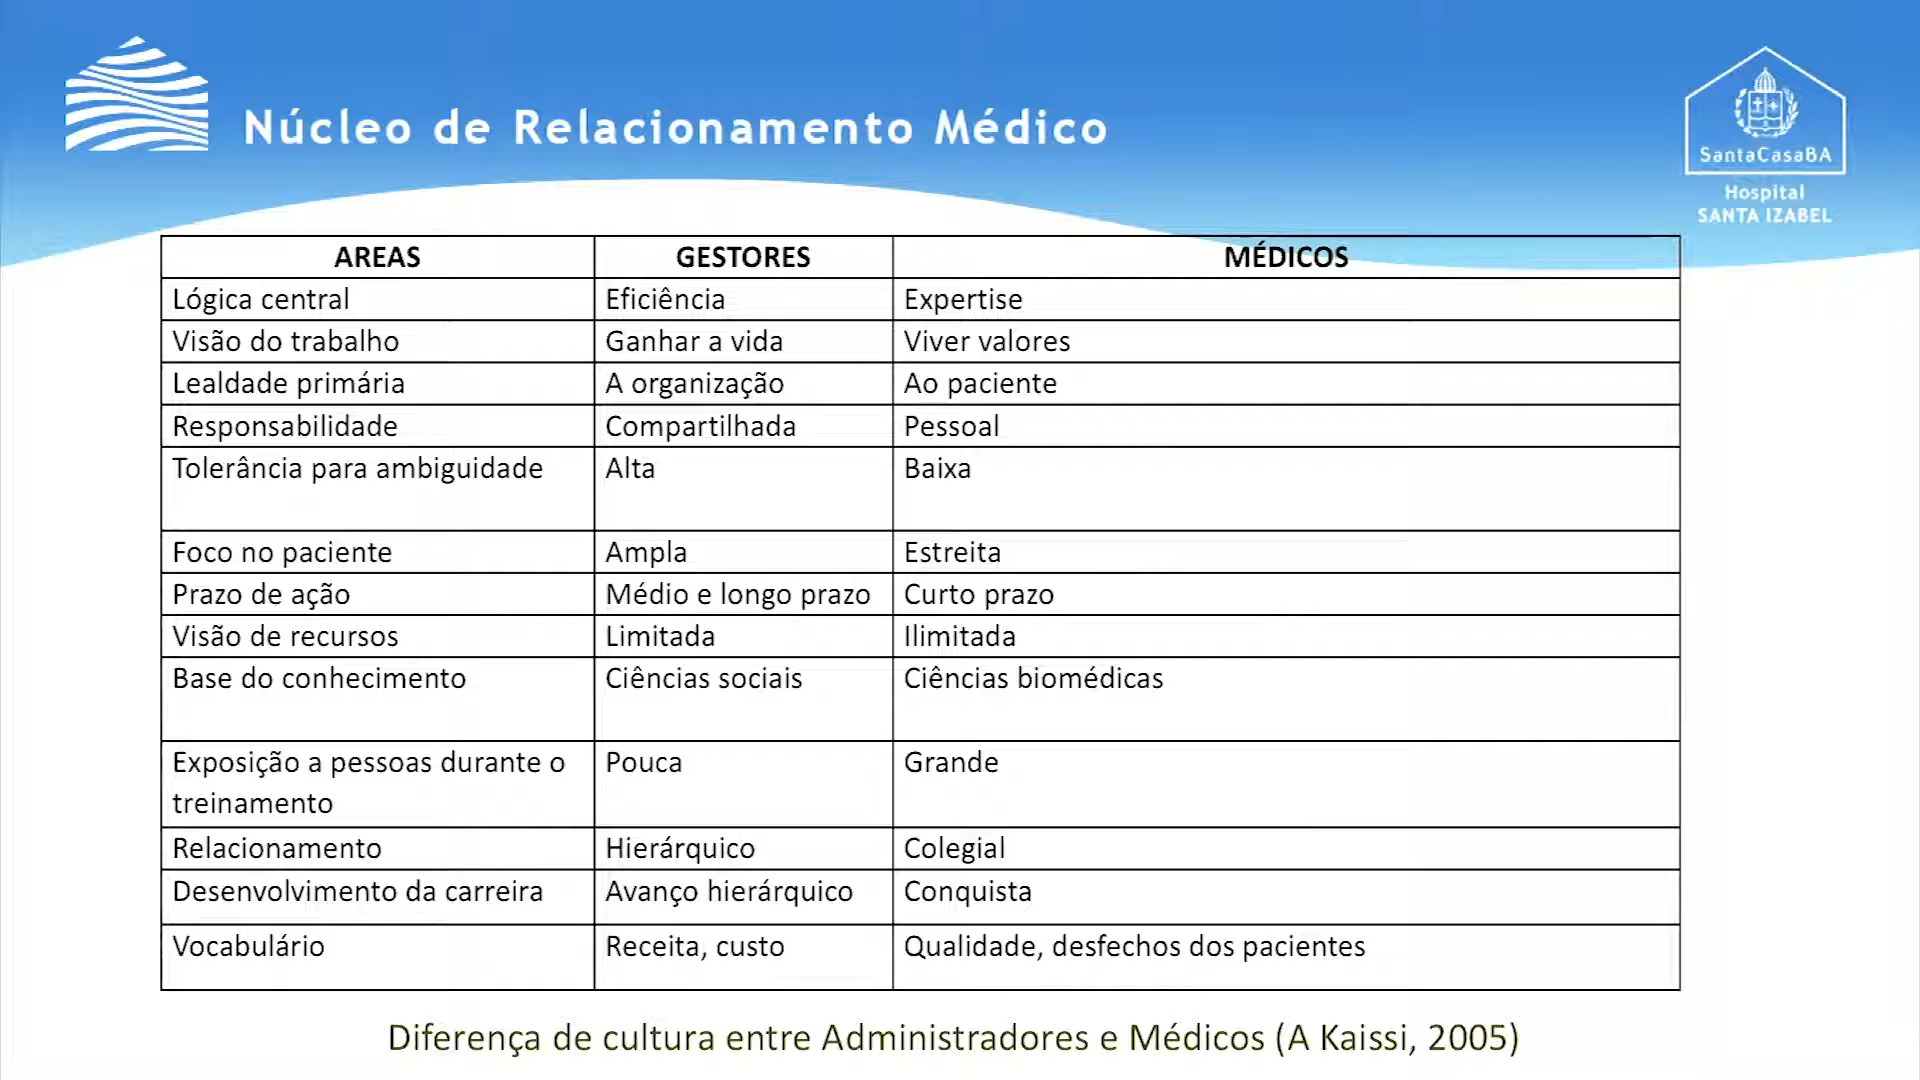 Núcleo de Relacionamento Médico
SantaCasaBA
Hospital
SANTA IZABEL
AREAS GESTORES MÉDICOS
Lógica central Eficiência Expertise
Visão do trabalho Ganhar a vida Viver valores
Lealdade primária A organização Ao paciente
Responsabilidade Compartilhada Pessoal
Tolerância para ambiguidade Alta Baixa
Foco no paciente Ampla Estreita
Prazo de ação Médio e longo prazo Curto prazo
Visão de recursos Limitada Ilimitada
Base do conhecimento Ciências sociais Ciências biomédicas
Exposição a pessoas durante o Pouca Grande
treinamento
Relacionamento Hierárquico Colegial
Desenvolvimento da carreira Avanço hierárquico Conquista
Vocabulário Receita, custo Qualidade, desfechos dos pacientes
Diferença de cultura entre Administradores e Médicos (A Kaissi, 2005)